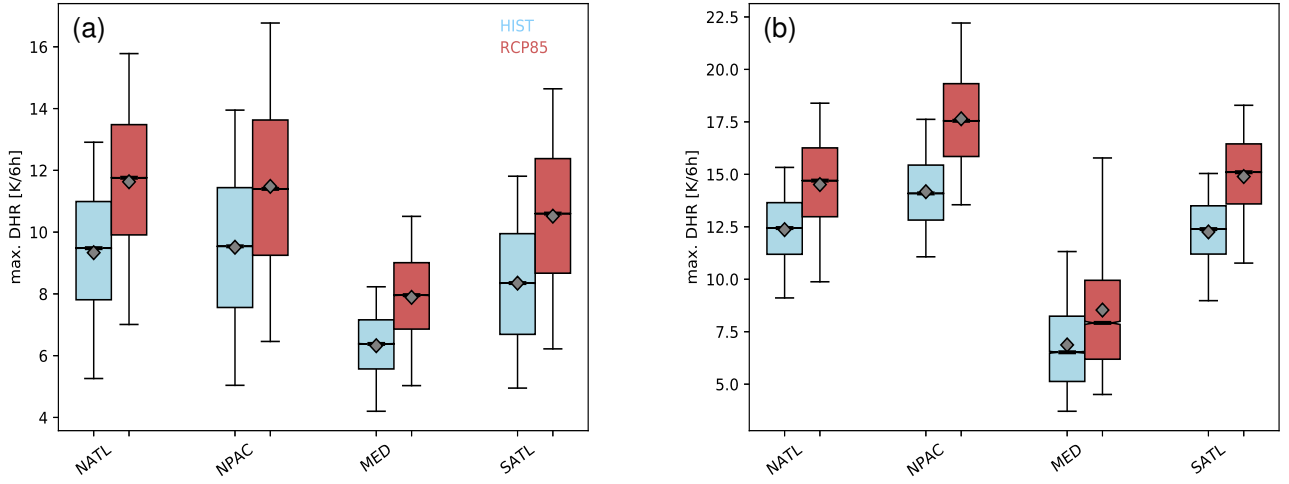 (a)
HIST
RCP85
max. DHR [K/6h]
16
14
12
10
8
6
4
NATL
NPAC
MED
SATL
(b)
max. DHR [K/6h]
22.5
20.0
17.5
15.0
12.5
10.0
7.5
5.0
NATL
NPAC
MED
SATL